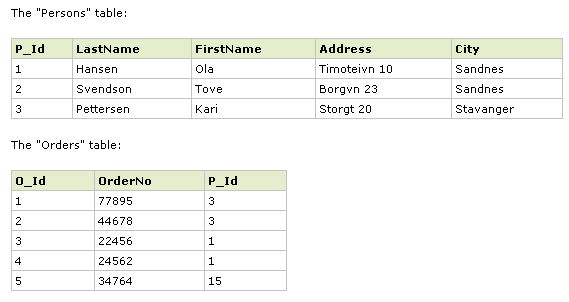 The "Persons" table:
P_Id LastName FirstName Address City
1 Hansen Ola Timoteivn 10 Sandnes
2 Svendson Tove Borgvn 23 Sandnes
3 Pettersen Kari Storgt 20 Stavanger
The "Orders" table:
O_Id OrderNo P_Id
1 77895 3
2 44678 3
3 22456 1
4 24562 1
5 34764 15